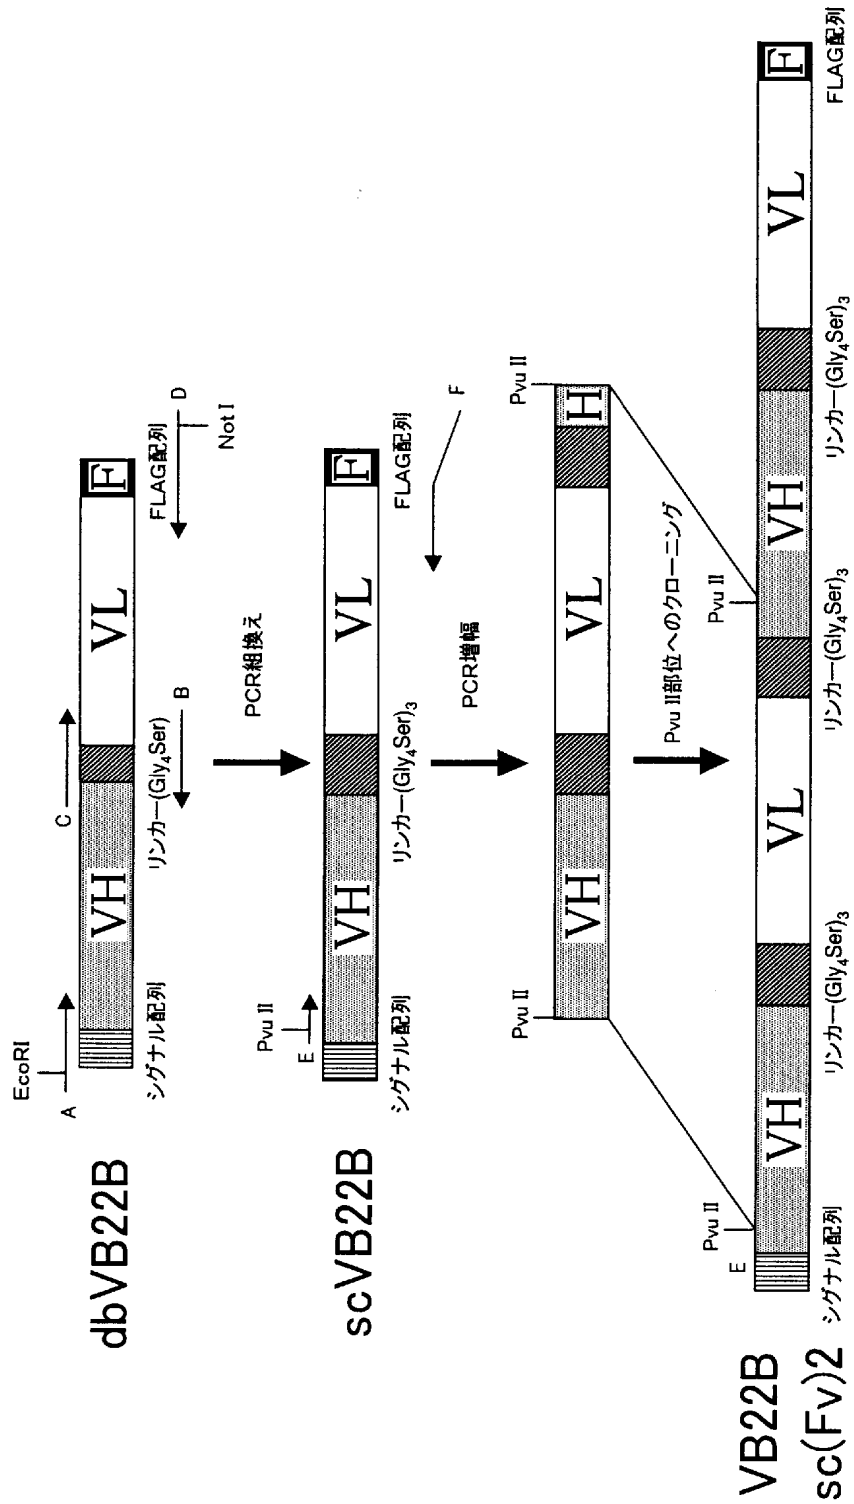 dbVB22B
A
EcoRI
C
VH
VL
F
シグナル配列
リンカー(Gly₄Ser)
B
FLAG配列
D
Not I
PCR組換え
scVB22B
E
Pvu II
VH
VL
F
シグナル配列
リンカー(Gly₄Ser)₃
FLAG配列
F
PCR増幅
Pvu II
Pvu II
VH
VL
H
Pvu II部位へのクローニング
VB22B
sc(Fv)2
E
Pvu II
Pvu II
VH
VL
VH
VL
F
シグナル配列
リンカー(Gly₄Ser)₃
リンカー(Gly₄Ser)₃
リンカー(Gly₄Ser)₃
FLAG配列